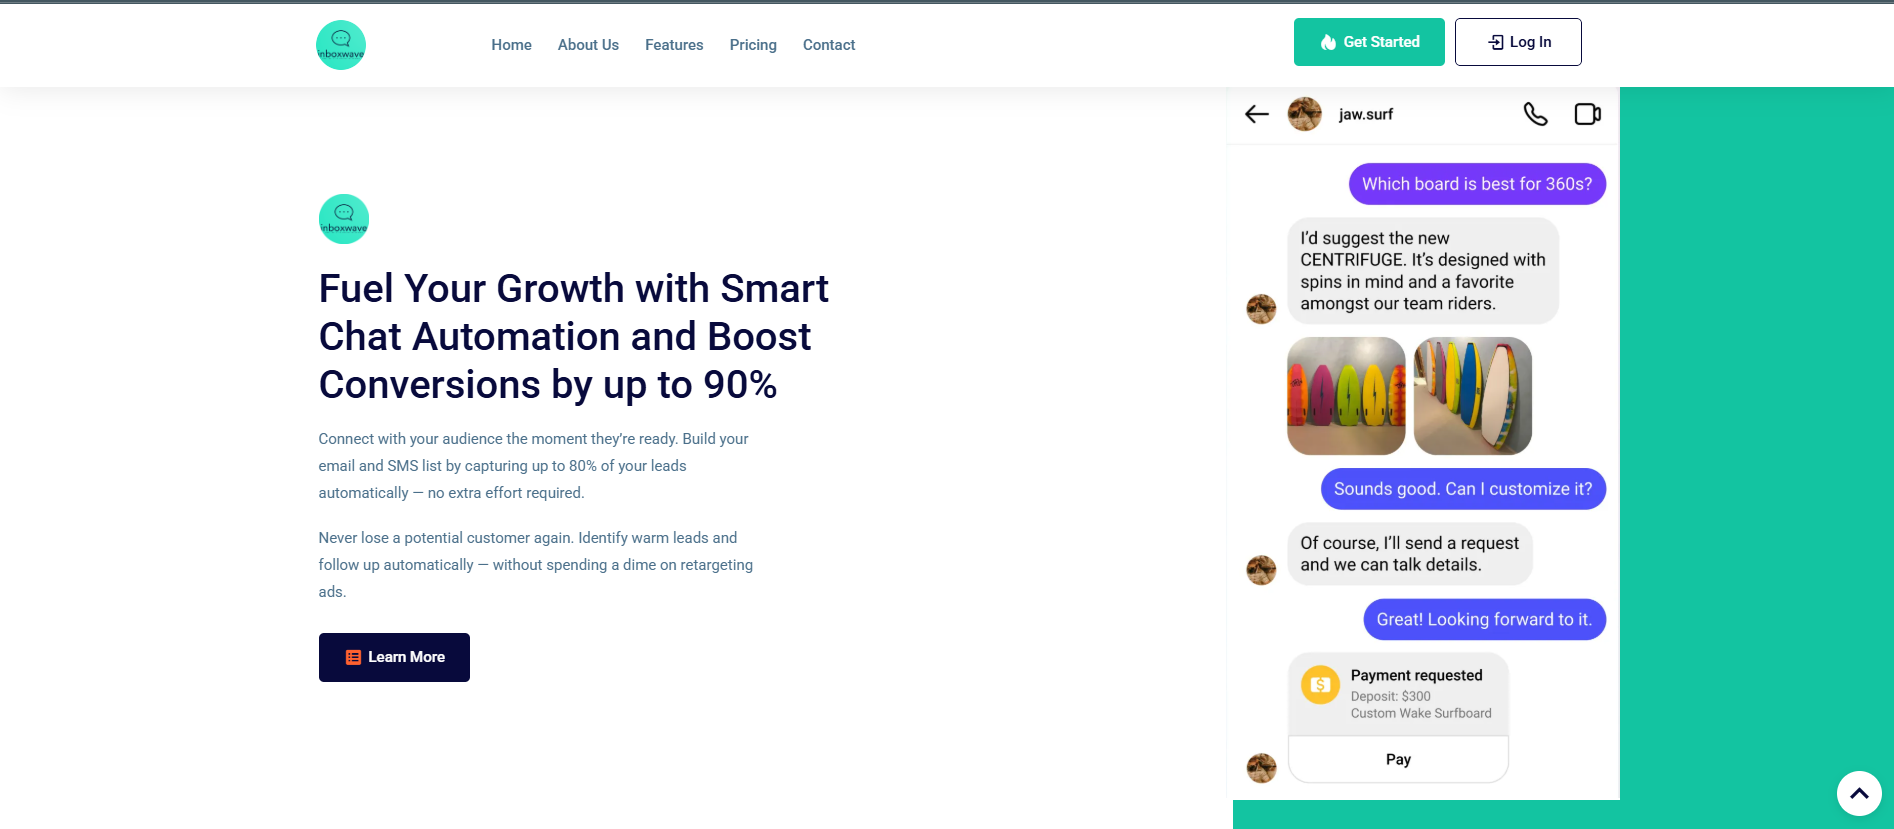 inboxwave
Home
About Us
Features
Pricing
Contact
Get Started
Log In
inboxwave
Fuel Your Growth with Smart
Chat Automation and Boost
Conversions by up to 90%
Connect with your audience the moment they’re ready. Build your
email and SMS list by capturing up to 80% of your leads
automatically — no extra effort required.
Never lose a potential customer again. Identify warm leads and
follow up automatically — without spending a dime on retargeting
ads.
Learn More
jaw.surf
Which board is best for 360s?
I’d suggest the new
CENTRIFUGE. It’s designed with
spins in mind and a favorite
amongst our team riders.
Sounds good. Can I customize it?
Of course, I’ll send a request
and we can talk details.
Great! Looking forward to it.
Payment requested
Deposit: $300
Custom Wake Surfboard
Pay